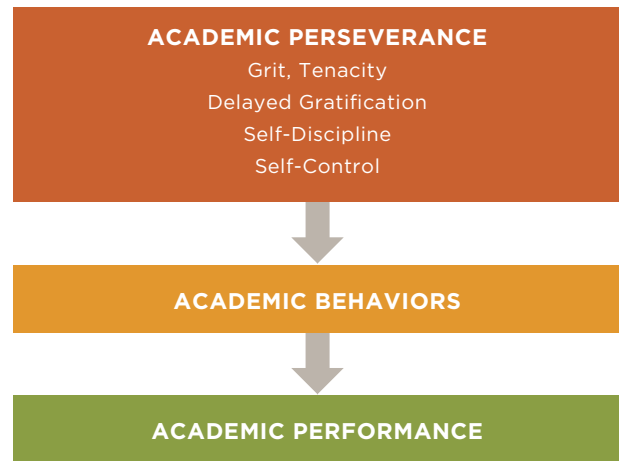 ACADEMIC PERSEVERANCE
Grit, Tenacity
Delayed Gratification
Self-Discipline
Self-Control
ACADEMIC BEHAVIORS
ACADEMIC PERFORMANCE